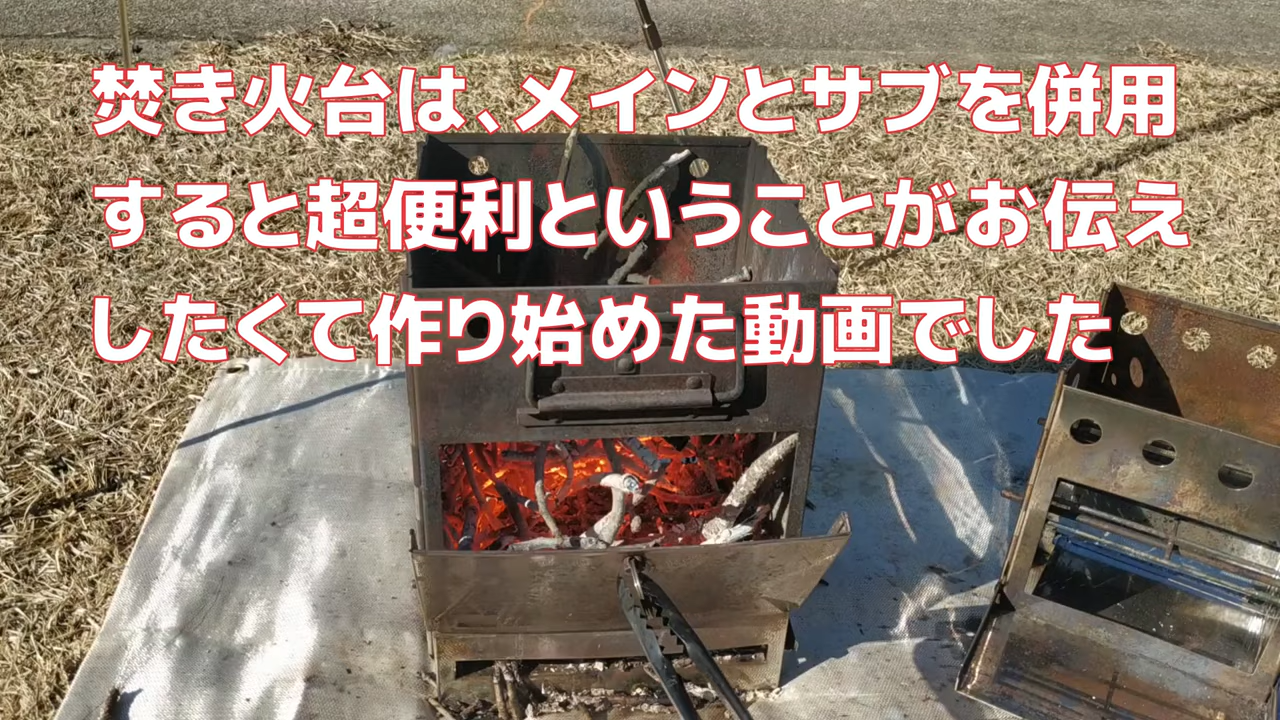 焚き火台は、メインとサブを併用
すると超便利ということがお伝え
したくて作り始めた動画でした